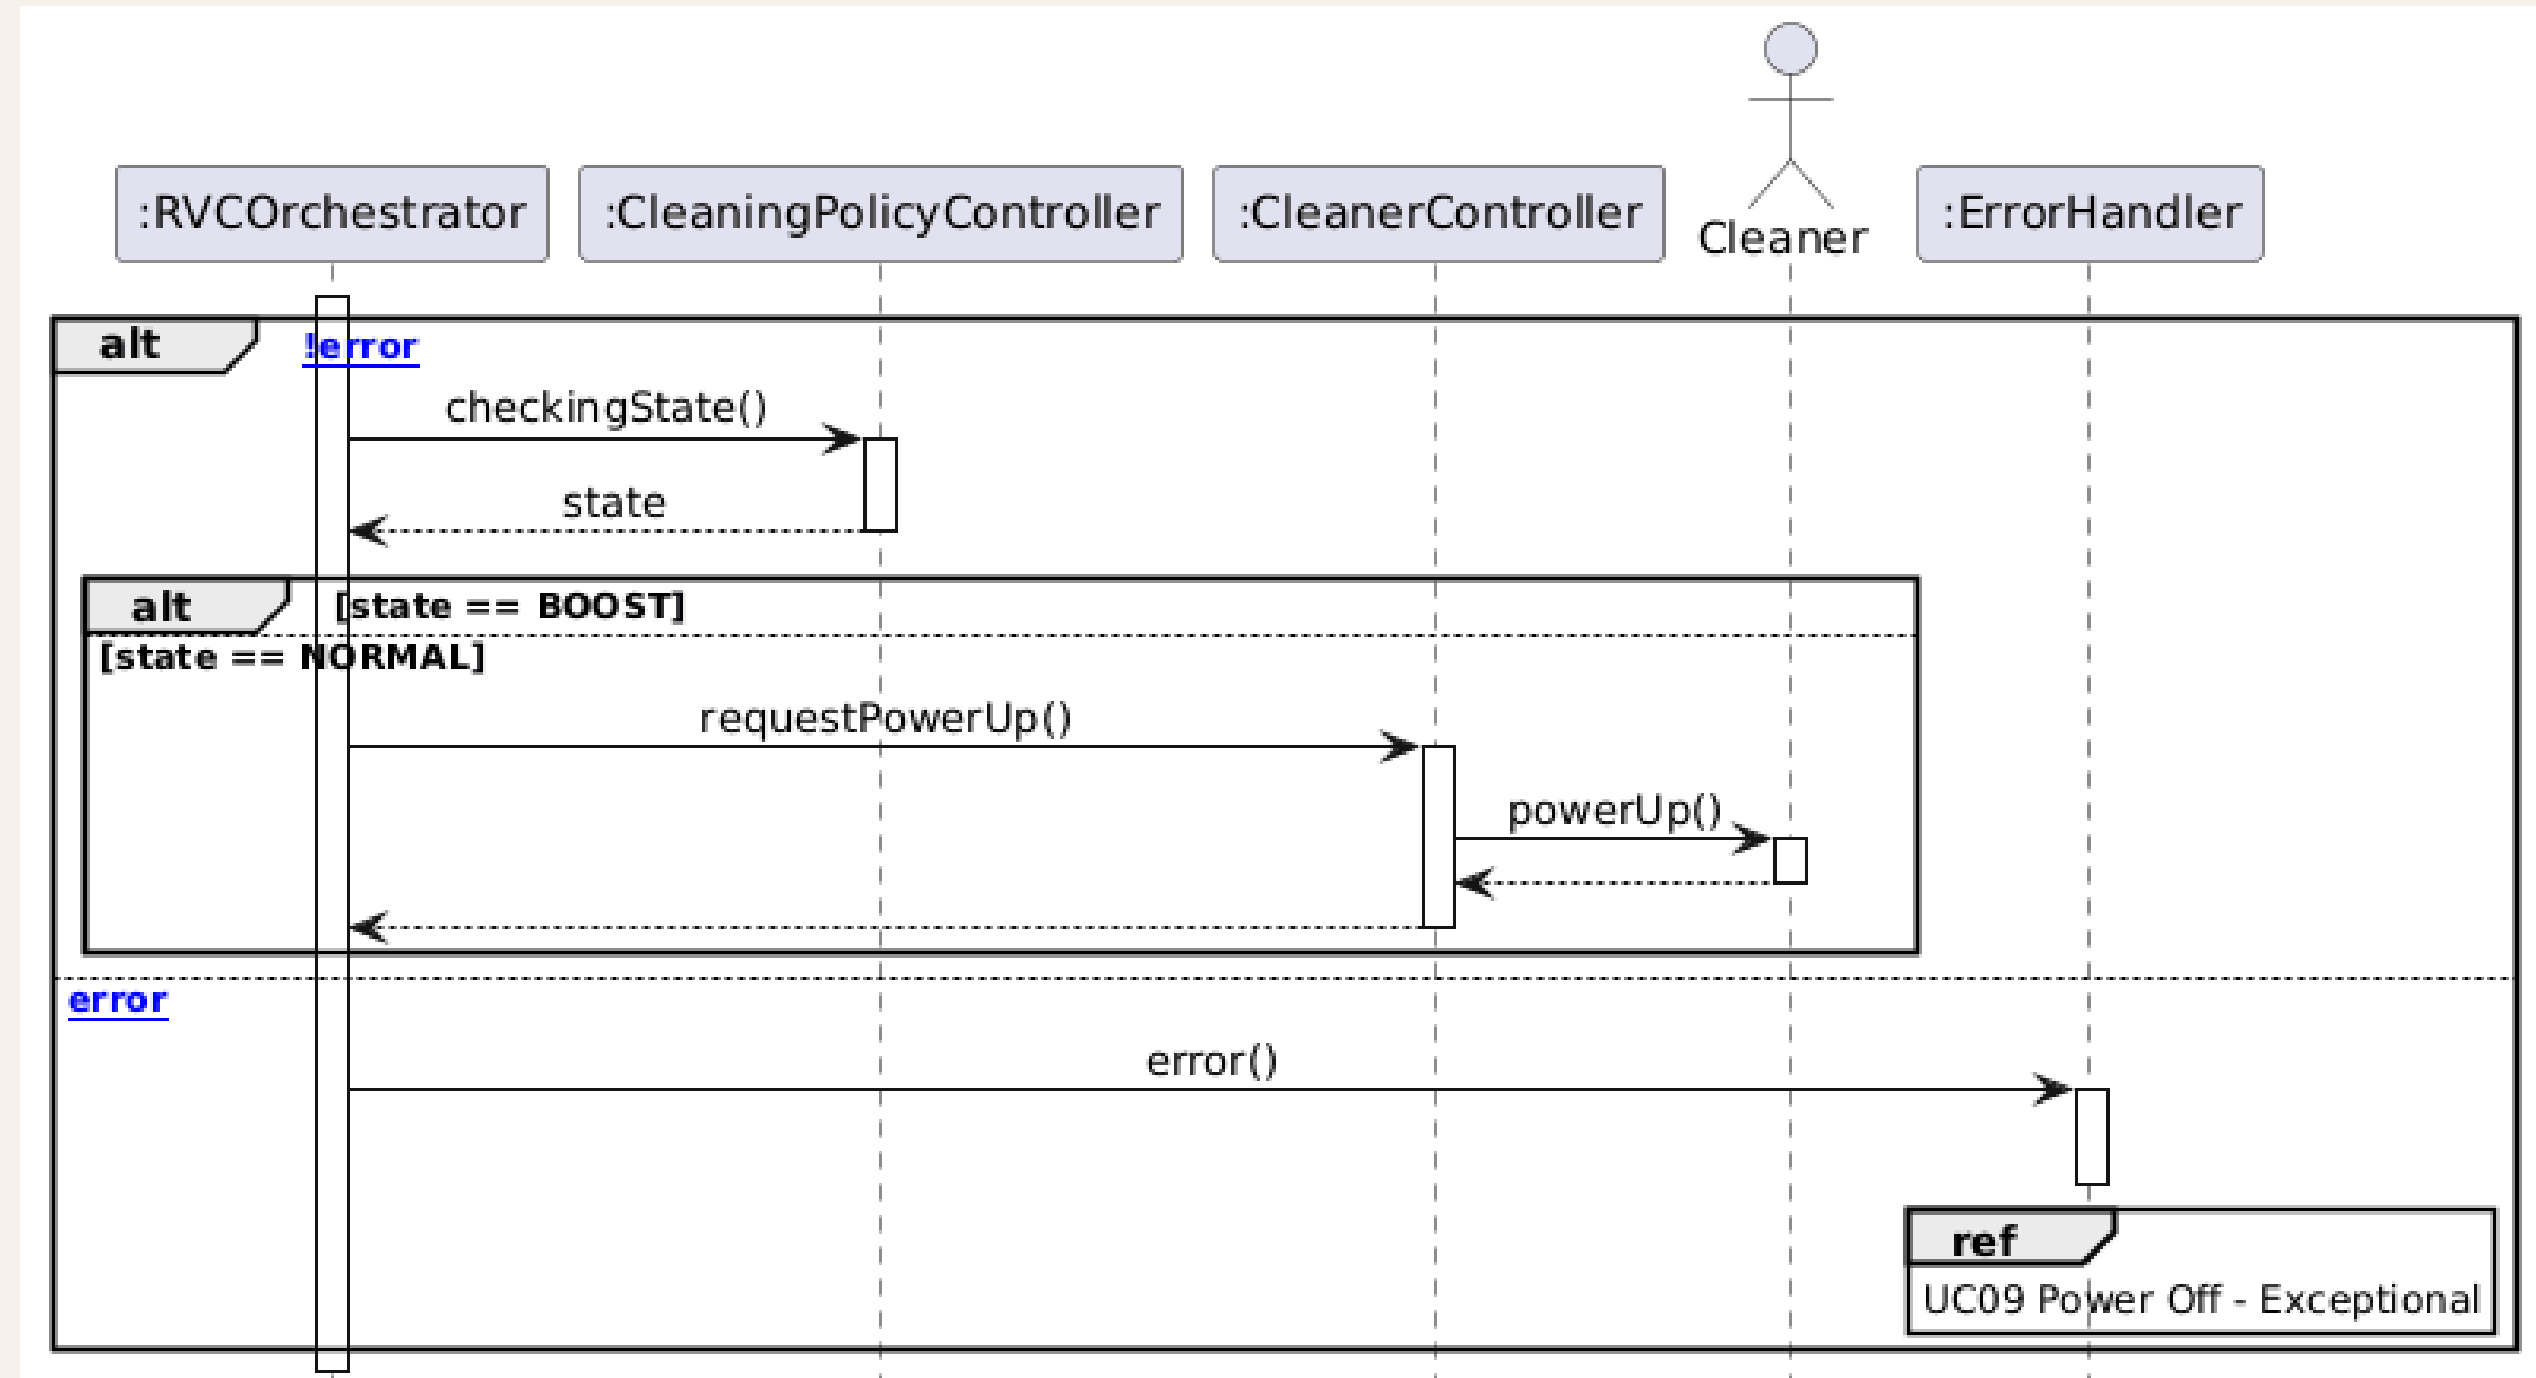 :RVCOrchestrator
:CleaningPolicyController
:CleanerController
Cleaner
:ErrorHandler
alt
!error
checkingState()
state
alt
[state == BOOST]
[state == NORMAL]
requestPowerUp()
powerUp()
error
error()
ref
UC09 Power Off - Exceptional